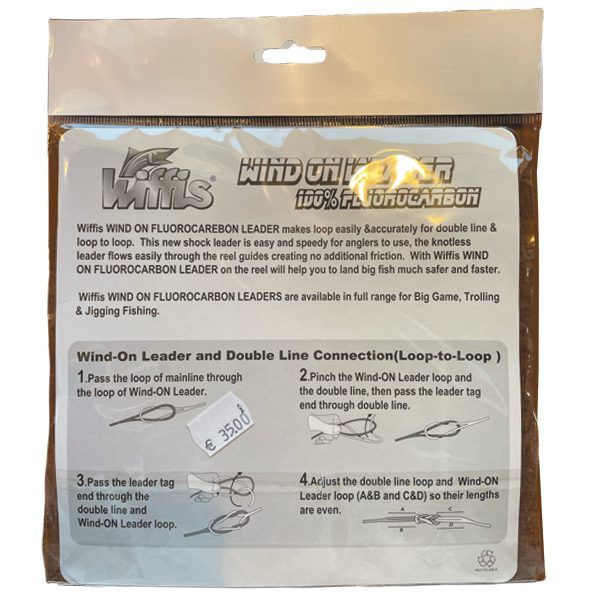 Wiffis®
WIND ON LEADER
100% FLUOROCARBON
Wiffis WIND ON FLUOROCAREBON LEADER makes loop easily &accurately for double line &
loop to loop. This new shock leader is easy and speedy for anglers to use, the knotless
leader flows easily through the reel guides creating no additional friction. With Wiffis WIND
ON FLUOROCARBON LEADER on the reel will help you to land big fish much safer and faster.
Wiffis WIND ON FLUOROCARBON LEADERS are available in full range for Big Game, Trolling
& Jigging Fishing.
Wind-On Leader and Double Line Connection(Loop-to-Loop )
1.Pass the loop of mainline through
the loop of Wind-ON Leader.
2.Pinch the Wind-ON Leader loop and
the double line, then pass the leader tag
end through double line.
€ 35.00
3.Pass the leader tag
end through the
double line and
Wind-ON Leader loop.
4.Adjust the double line loop and Wind-ON
Leader loop (A&B and C&D) so their lengths
are even.
A C
B D
RECYCLABLE